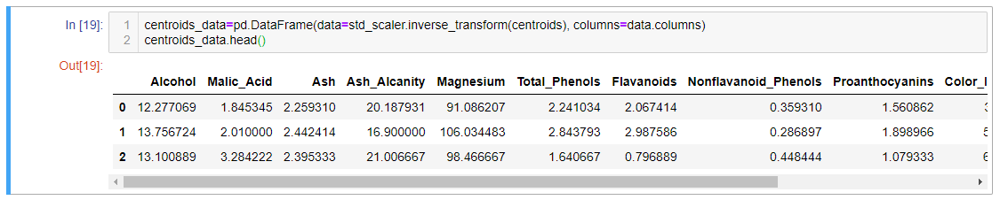 In [19]:
1 centroids_data=pd.DataFrame(data=std_scaler.inverse_transform(centroids), columns=data.columns)
2 centroids_data.head()
Out[19]:
Alcohol Malic_Acid Ash Ash_Alcanity Magnesium Total_Phenols Flavanoids Nonflavanoid_Phenols Proanthocyanins Color_I
0 12.277069 1.845345 2.259310 20.187931 91.086207 2.241034 2.067414 0.359310 1.560862
1 13.756724 2.010000 2.442414 16.900000 106.034483 2.843793 2.987586 0.286897 1.898966
2 13.100889 3.284222 2.395333 21.006667 98.466667 1.640667 0.796889 0.448444 1.079333